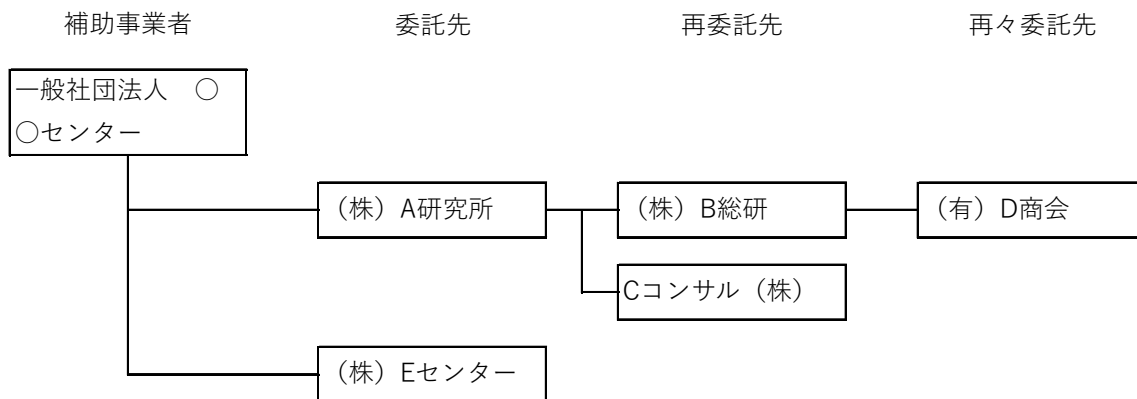 補助事業者　委託先　再委託先　再々委託先
一般社団法人　○
○センター
（株）A研究所　（株）B総研　（有）D商会
Cコンサル（株）
（株）Eセンター